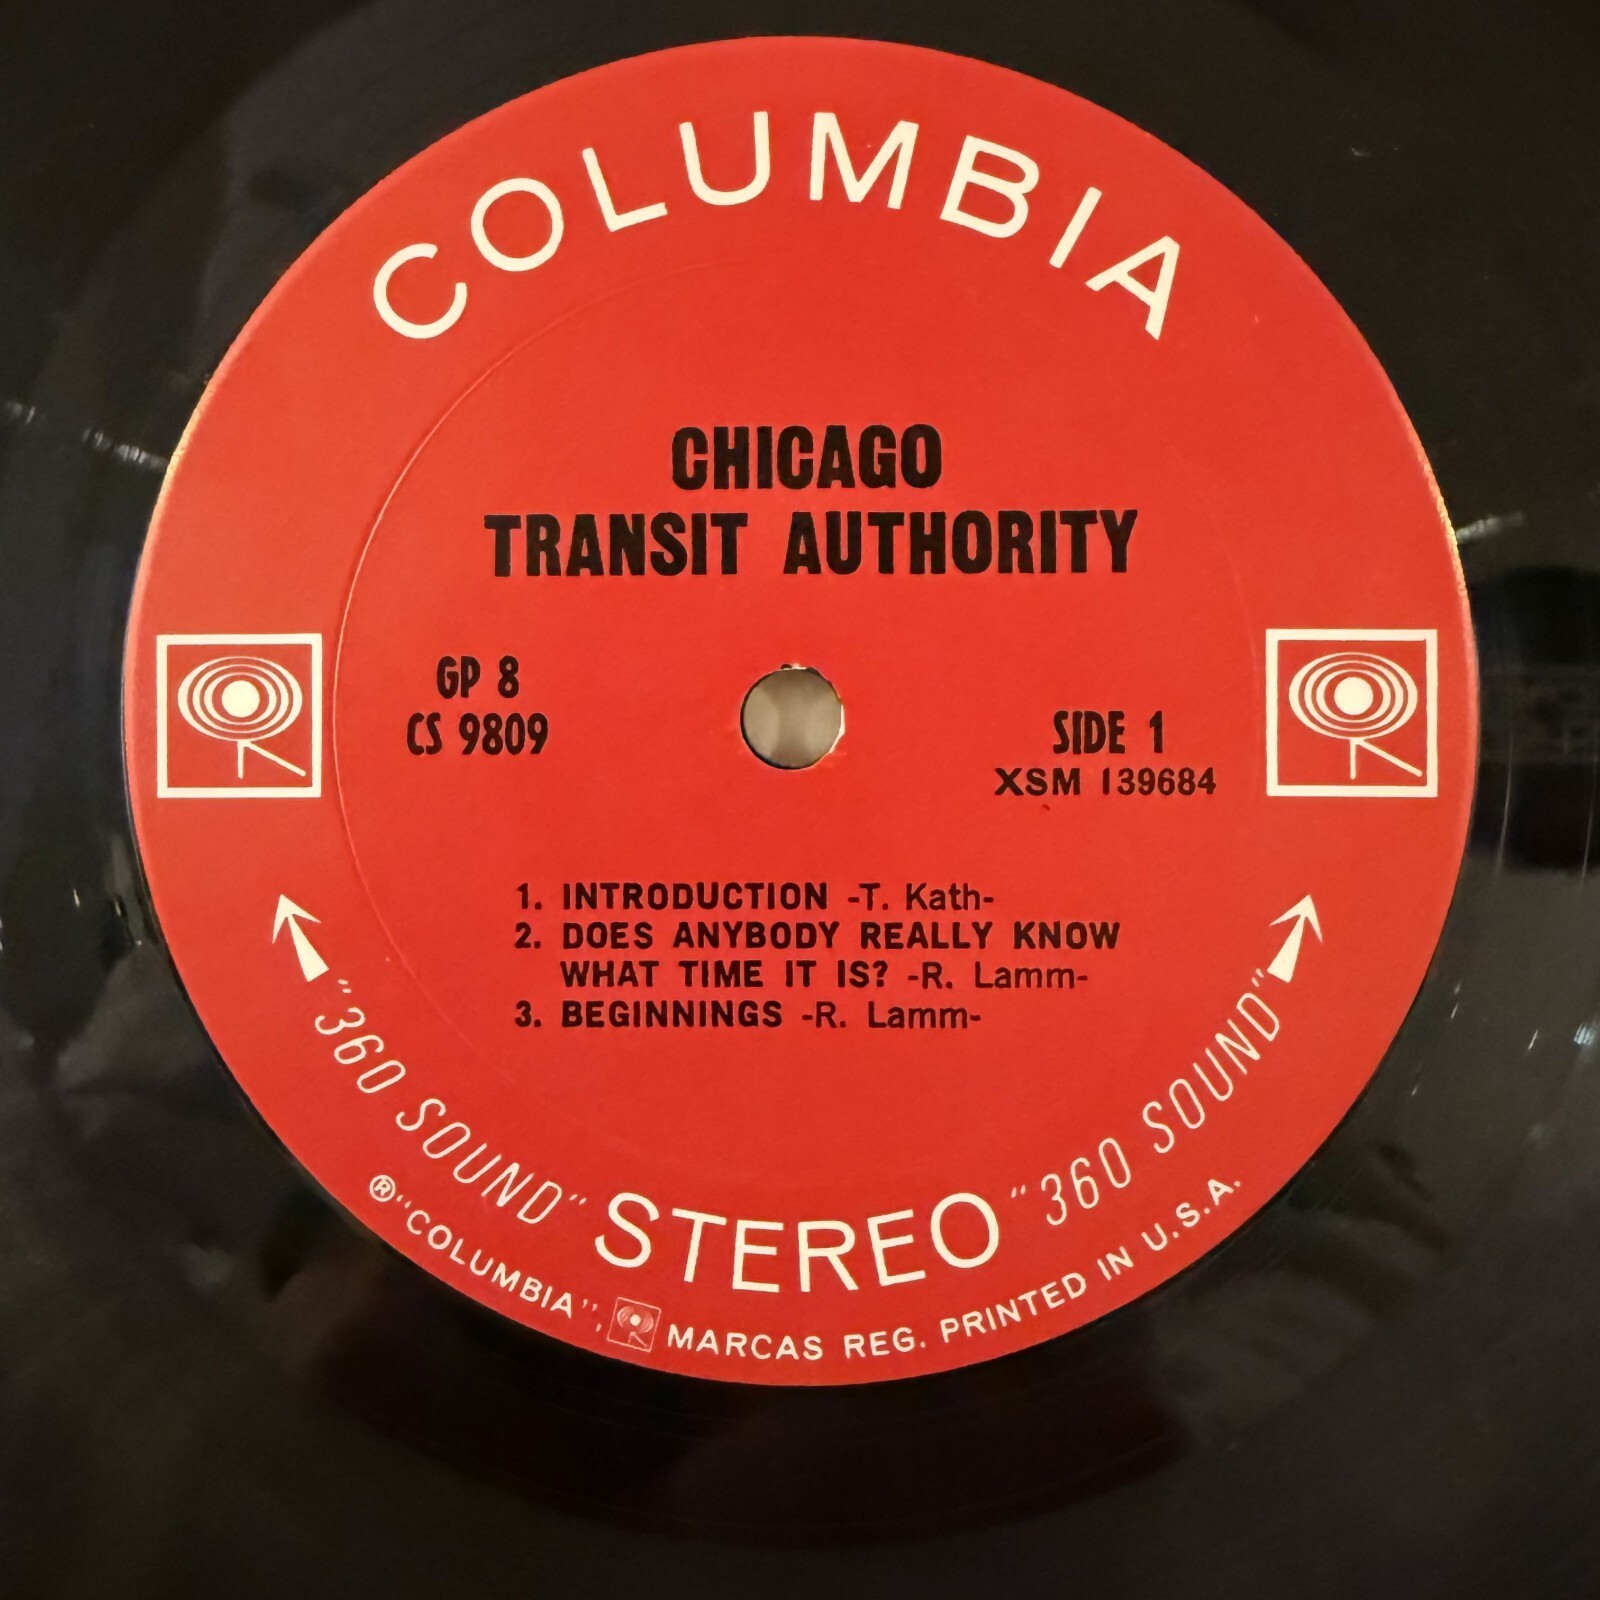 COLUMBIA
CHICAGO
TRANSIT AUTHORITY
GP 8
CS 9809
SIDE 1
XSM 139684
1. INTRODUCTION -T. Kath-
2. DOES ANYBODY REALLY KNOW
WHAT TIME IT IS? -R. Lamm-
3. BEGINNINGS -R. Lamm-
"360 SOUND" STEREO "360 SOUND"
®"COLUMBIA", MARCAS REG. PRINTED IN U.S.A.